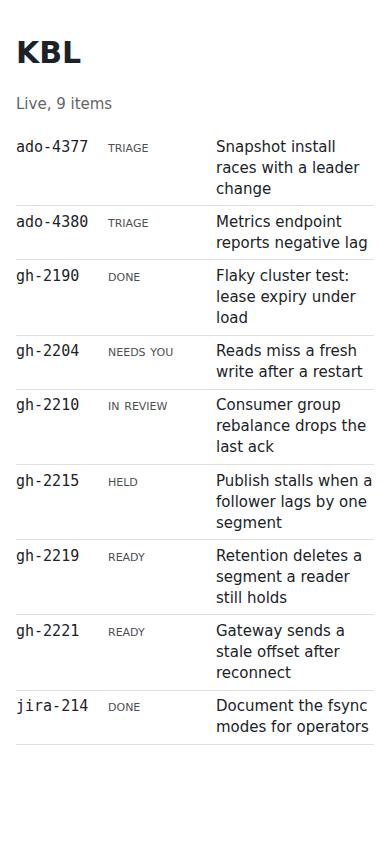 KBL
Live, 9 items
ado-4377 TRIAGE Snapshot install
races with a leader
change
ado-4380 TRIAGE Metrics endpoint
reports negative lag
gh-2190 DONE Flaky cluster test:
lease expiry under
load
gh-2204 NEEDS YOU Reads miss a fresh
write after a restart
gh-2210 IN REVIEW Consumer group
rebalance drops the
last ack
gh-2215 HELD Publish stalls when a
follower lags by one
segment
gh-2219 READY Retention deletes a
segment a reader
still holds
gh-2221 READY Gateway sends a
stale offset after
reconnect
jira-214 DONE Document the fsync
modes for operators